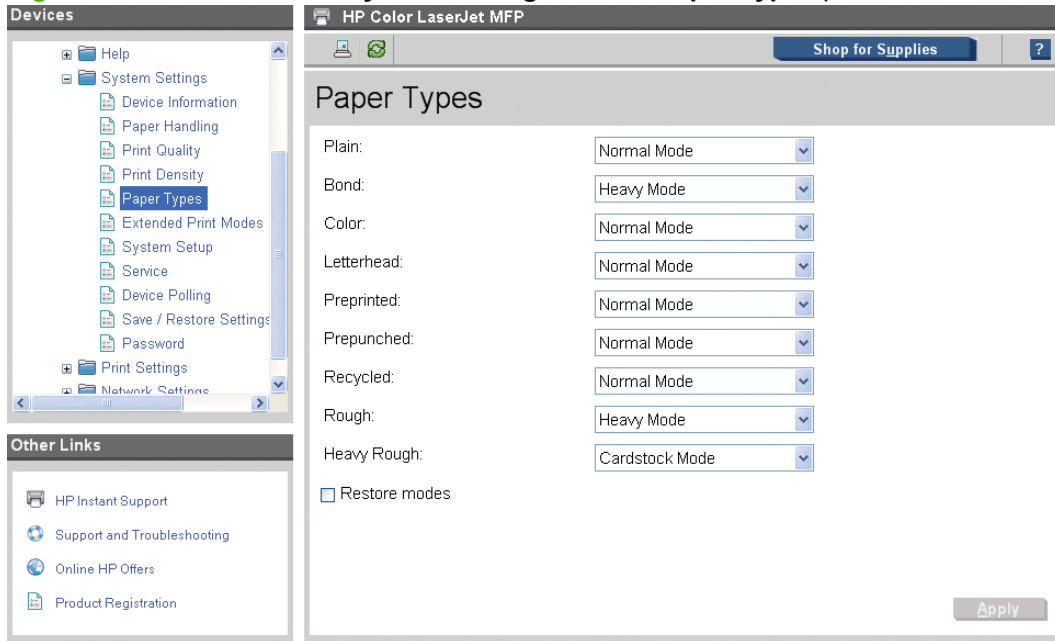 Devices
Help
System Settings
Device Information
Paper Handling
Print Quality
Print Density
Paper Types
Extended Print Modes
System Setup
Service
Device Polling
Save / Restore Settings
Password
Print Settings
Network Settings
Other Links
HP Instant Support
Support and Troubleshooting
Online HP Offers
Product Registration
HP Color LaserJet MFP
Shop for Supplies ?
Paper Types
Plain: Normal Mode
Bond: Heavy Mode
Color: Normal Mode
Letterhead: Normal Mode
Preprinted: Normal Mode
Prepunched: Normal Mode
Recycled: Normal Mode
Rough: Heavy Mode
Heavy Rough: Cardstock Mode
Restore modes
Apply